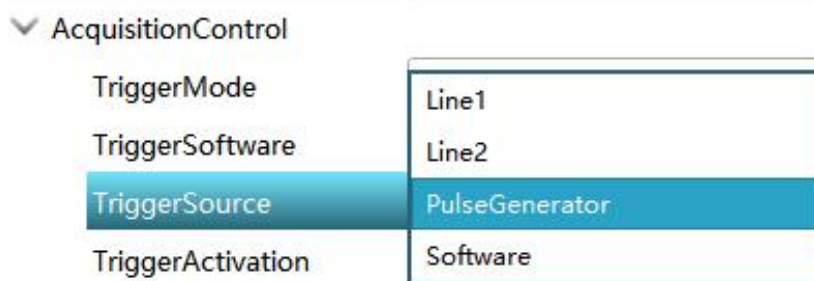 AcquisitionControl
TriggerMode
Line1
TriggerSoftware
Line2
TriggerSource
PulseGenerator
TriggerActivation
Software